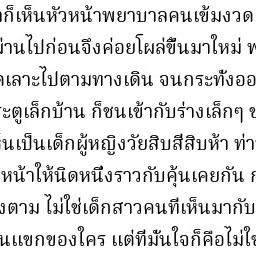 ก็เห็นหัวหน้าพยาบาลคนเข้มงวด
ผ่านไปก่อนจึงค่อยโผล่ขึ้นมาใหม่
เลาะไปตามทางเดิน จนกระทั่งออ
ะตูเล็กบ้าน ก็ชนเข้ากับร่างเล็กๆ
เป็นเด็กผู้หญิงวัยสิบสี่สิบห้า ท่า
หน้าให้นิดหนึ่งราวกับคุ้นเคยกัน
งตาม ไม่ใช่เด็กสาวคนที่เห็นมากับ
นแขกของใคร แต่ที่มั่นใจก็คือไม่ใช